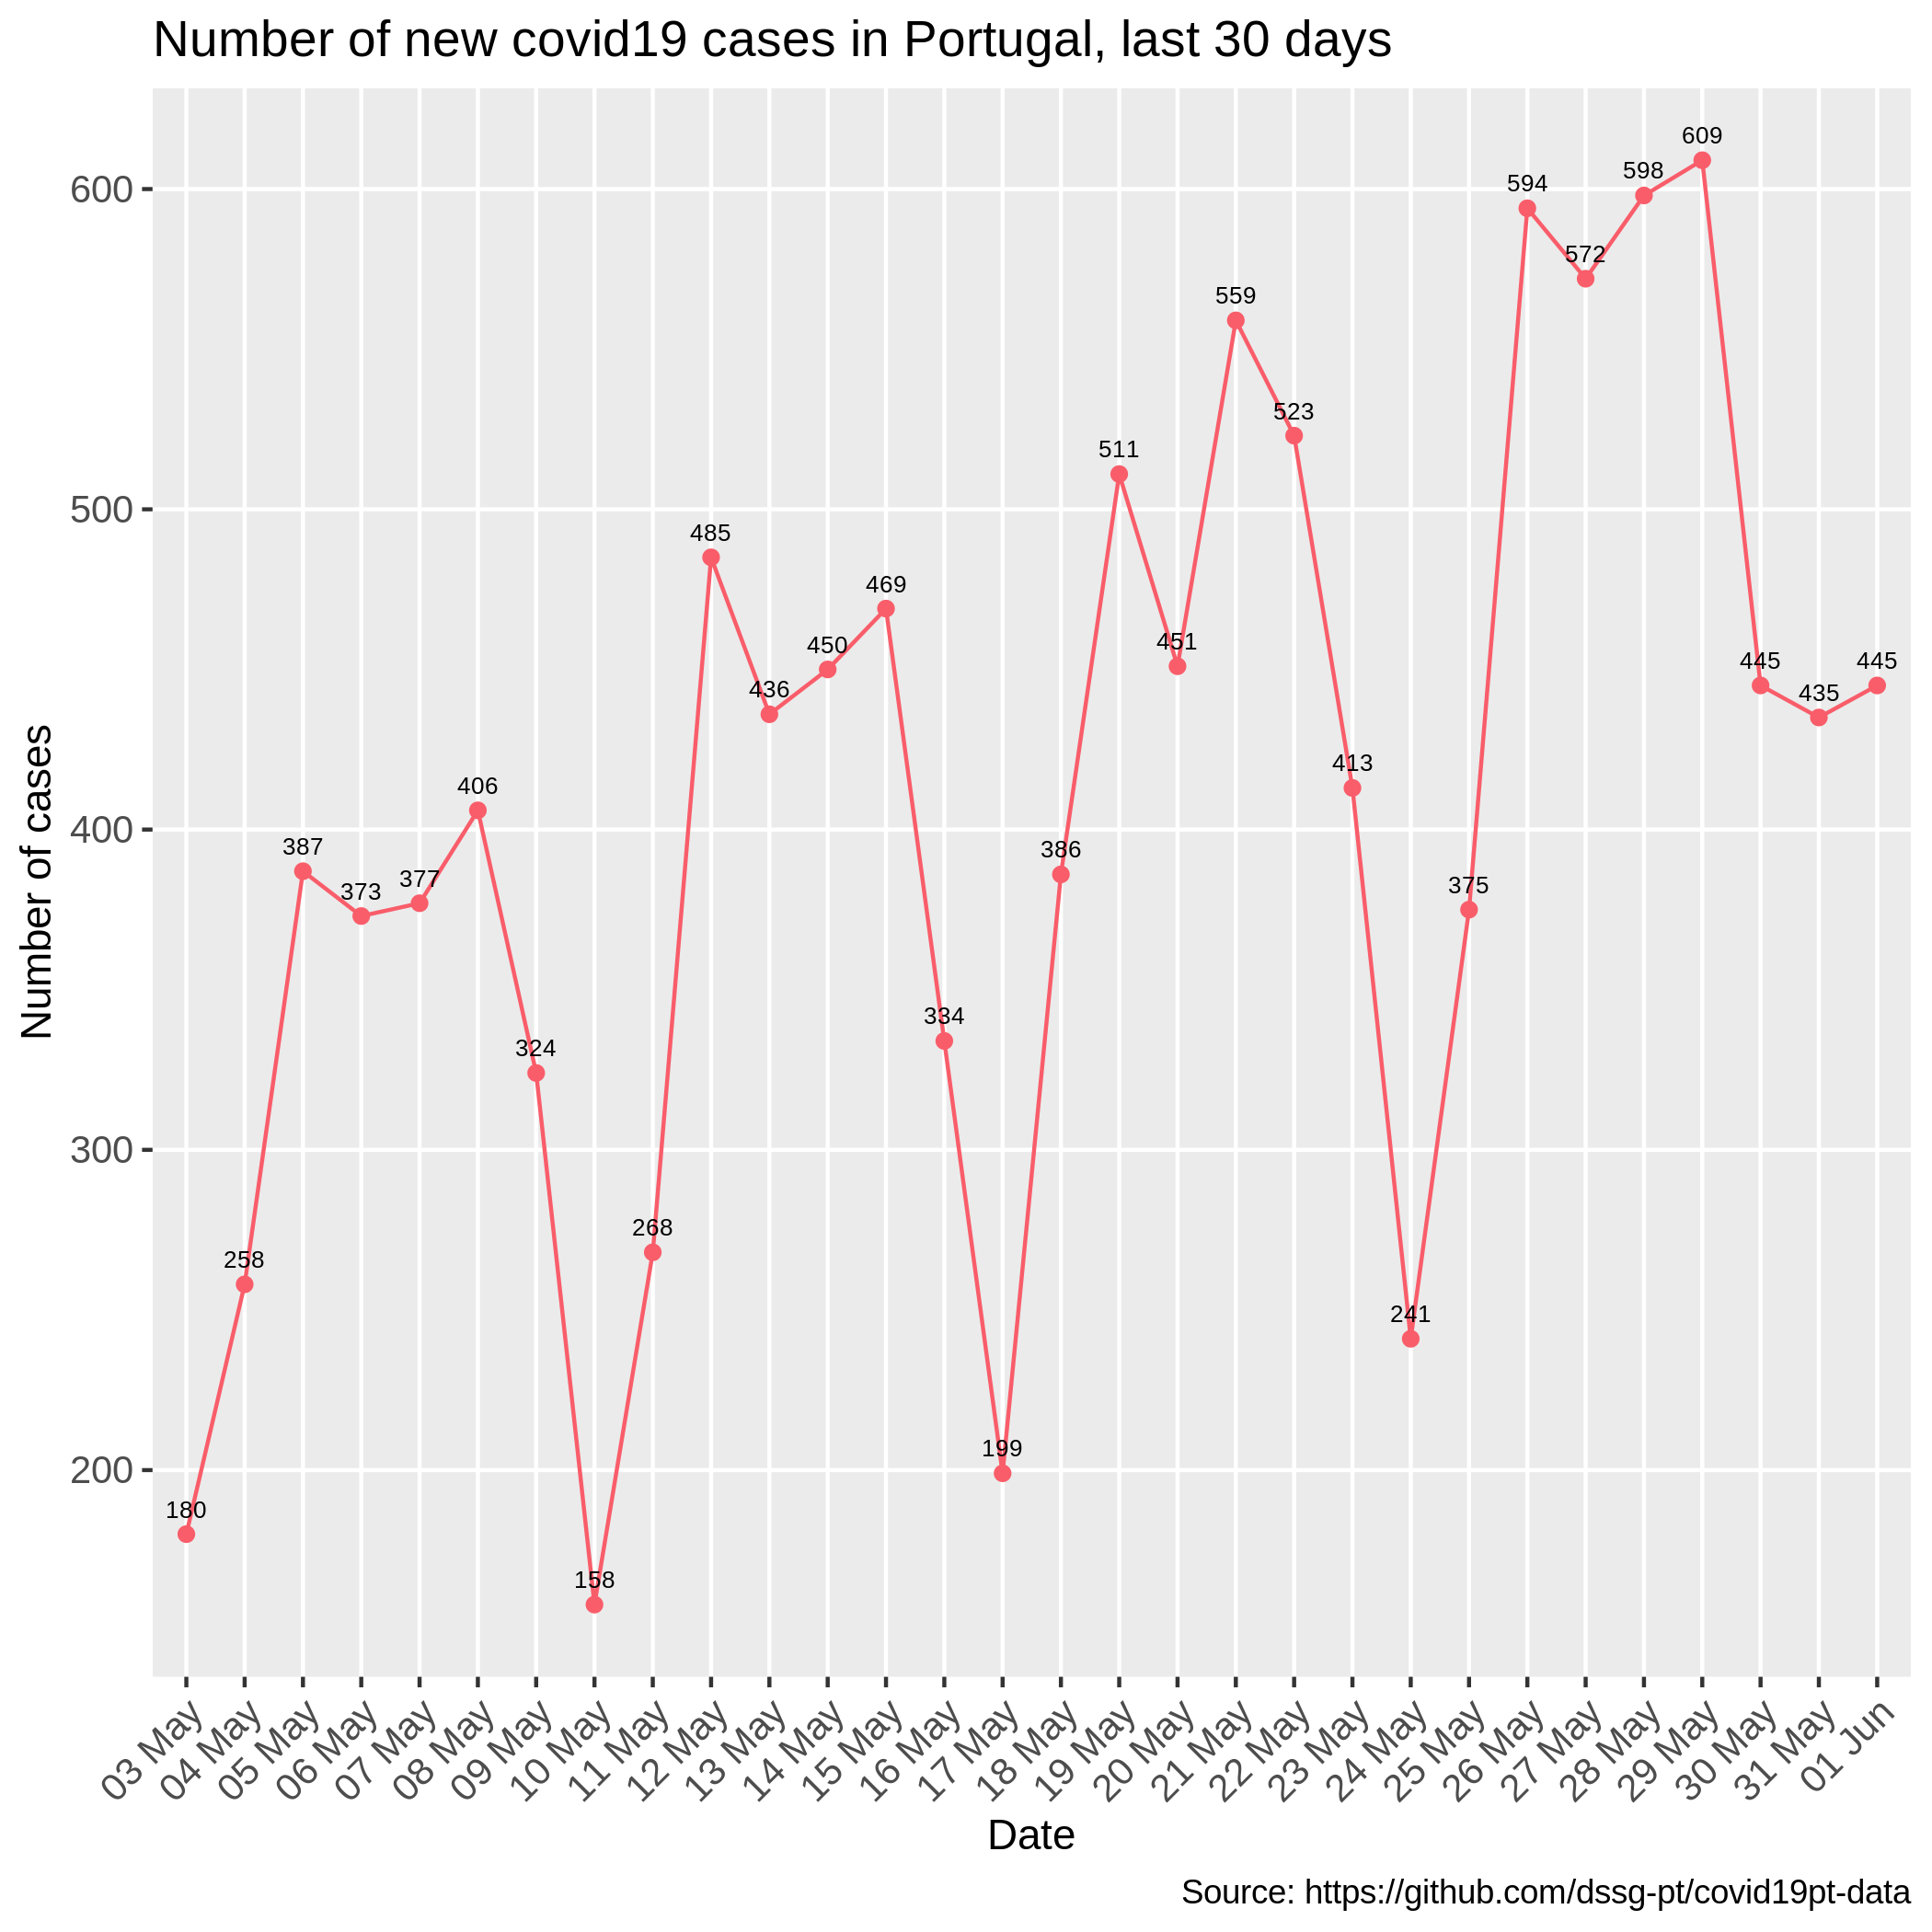 Number of new covid19 cases in Portugal, last 30 days
Number of cases
600
500
400
300
200
180
258
387
373
377
406
324
158
268
485
436
450
469
334
199
386
511
451
559
523
413
241
375
594
572
598
609
445
435
445
03 May
04 May
05 May
06 May
07 May
08 May
09 May
10 May
11 May
12 May
13 May
14 May
15 May
16 May
17 May
18 May
19 May
20 May
21 May
22 May
23 May
24 May
25 May
26 May
27 May
28 May
29 May
30 May
31 May
01 Jun
Date
Source: https://github.com/dssg-pt/covid19pt-data